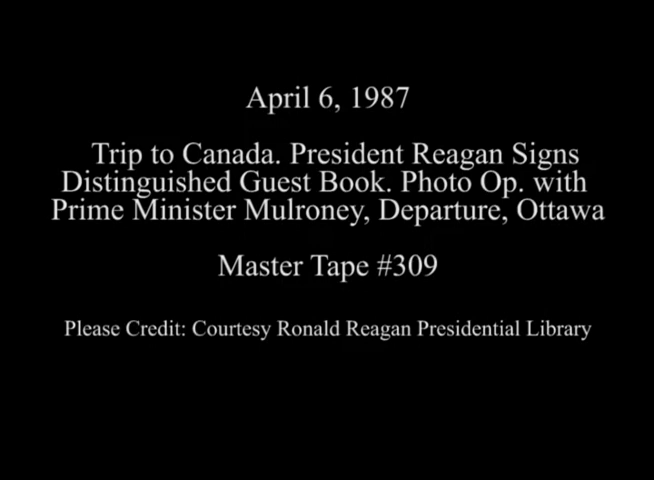 April 6, 1987
Trip to Canada. President Reagan Signs
Distinguished Guest Book. Photo Op. with
Prime Minister Mulroney, Departure, Ottawa
Master Tape #309
Please Credit: Courtesy Ronald Reagan Presidential Library